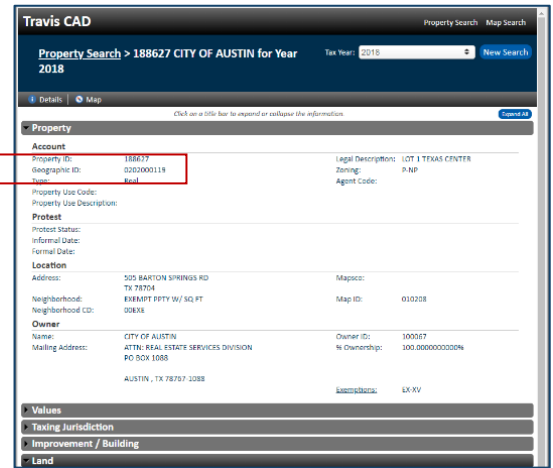 Travis CAD
Property Search Map Search
Property Search > 188627 CITY OF AUSTIN for Year 2018
Tax Year: 2018
New Search
Details Map
Click on a title bar to expand or collapse the information.
Expand All
Property
Account
Property ID: 188627 Legal Description: LOT 1 TEXAS CENTER
Geographic ID: 0202000119 Zoning: P-NP
Type: Real Agent Code:
Property Use Code:
Property Use Description:
Protest
Protest Status:
Informal Date:
Formal Date:
Location
Address: 505 BARTON SPRINGS RD Mapsco:
TX 78704
Neighborhood: EXEMPT PPTY W/ SQ FT Map ID: 010208
Neighborhood CD: 00EXE
Owner
Name: CITY OF AUSTIN Owner ID: 100067
Mailing Address: ATTN: REAL ESTATE SERVICES DIVISION % Ownership: 100.0000000000%
PO BOX 1088
AUSTIN , TX 78767-1088
Exemptions: EX-XV
Values
Taxing Jurisdiction
Improvement / Building
Land